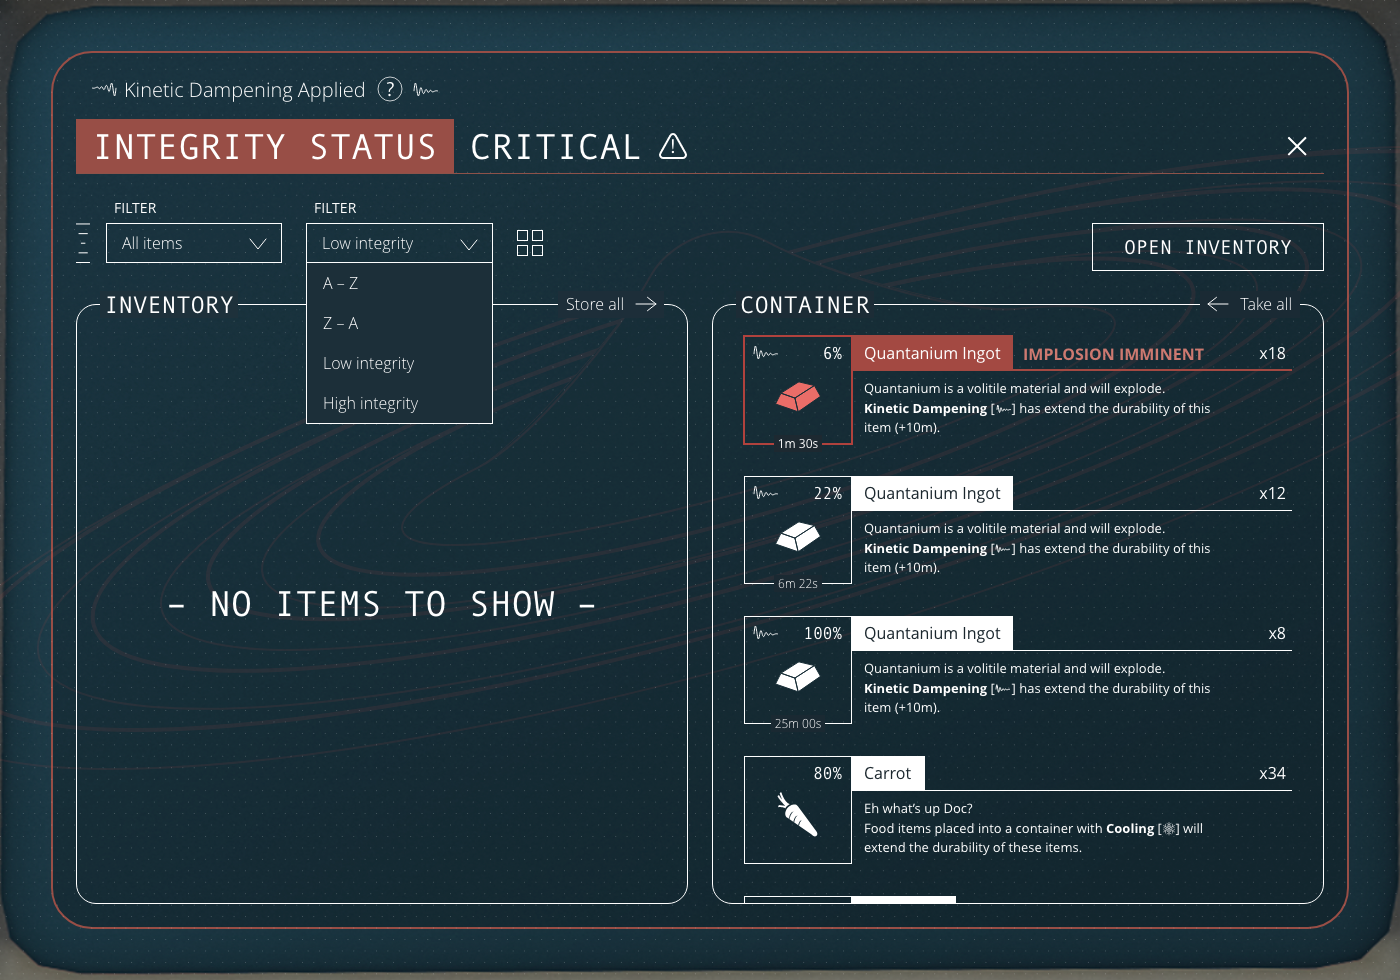 Kinetic Dampening Applied ?
INTEGRITY STATUS CRITICAL
FILTER
All items
FILTER
Low integrity
A – Z
Z – A
Low integrity
High integrity
OPEN INVENTORY
INVENTORY
Store all
– NO ITEMS TO SHOW –
CONTAINER
Take all
6%
Quantanium Ingot
IMPLOSION IMMINENT
x18
Quantanium is a volitile material and will explode.
Kinetic Dampening [] has extend the durability of this
item (+10m).
1m 30s
22%
Quantanium Ingot
x12
Quantanium is a volitile material and will explode.
Kinetic Dampening [] has extend the durability of this
item (+10m).
6m 22s
100%
Quantanium Ingot
x8
Quantanium is a volitile material and will explode.
Kinetic Dampening [] has extend the durability of this
item (+10m).
25m 00s
80%
Carrot
x34
Eh what's up Doc?
Food items placed into a container with Cooling [] will
extend the durability of these items.